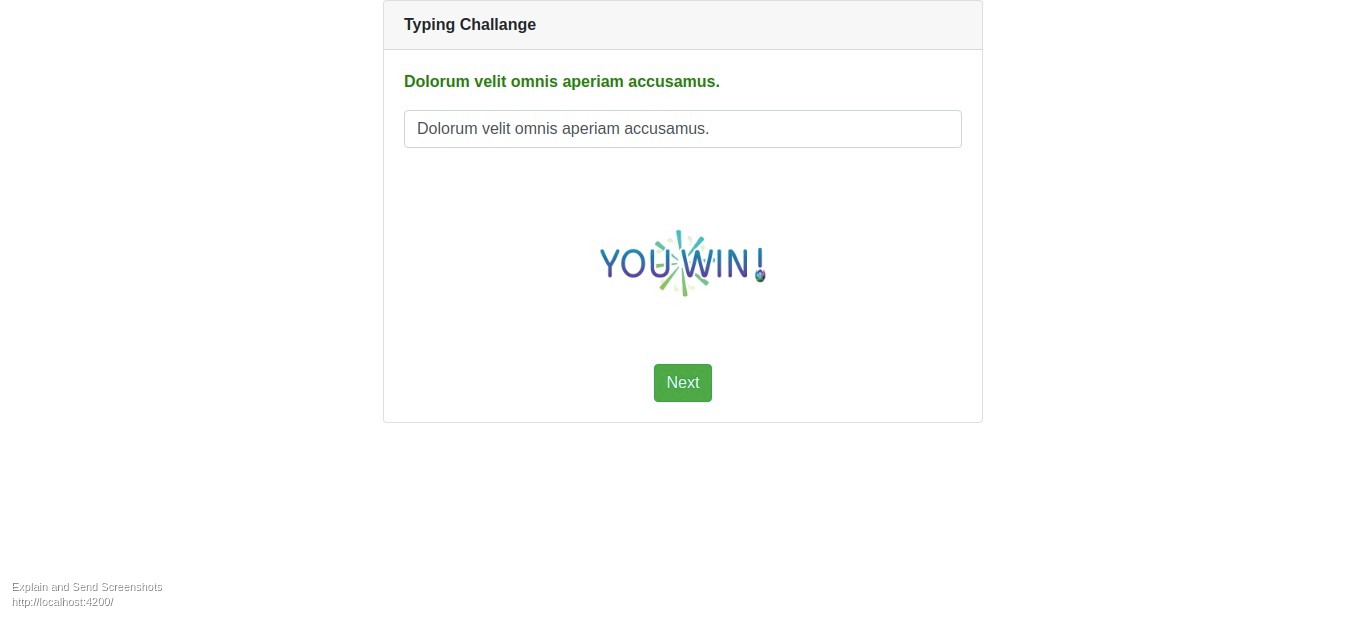 Typing Challange
Dolorum velit omnis aperiam accusamus.
Dolorum velit omnis aperiam accusamus.
YOU WIN!
Next
Explain and Send Screenshots
http://localhost:4200/